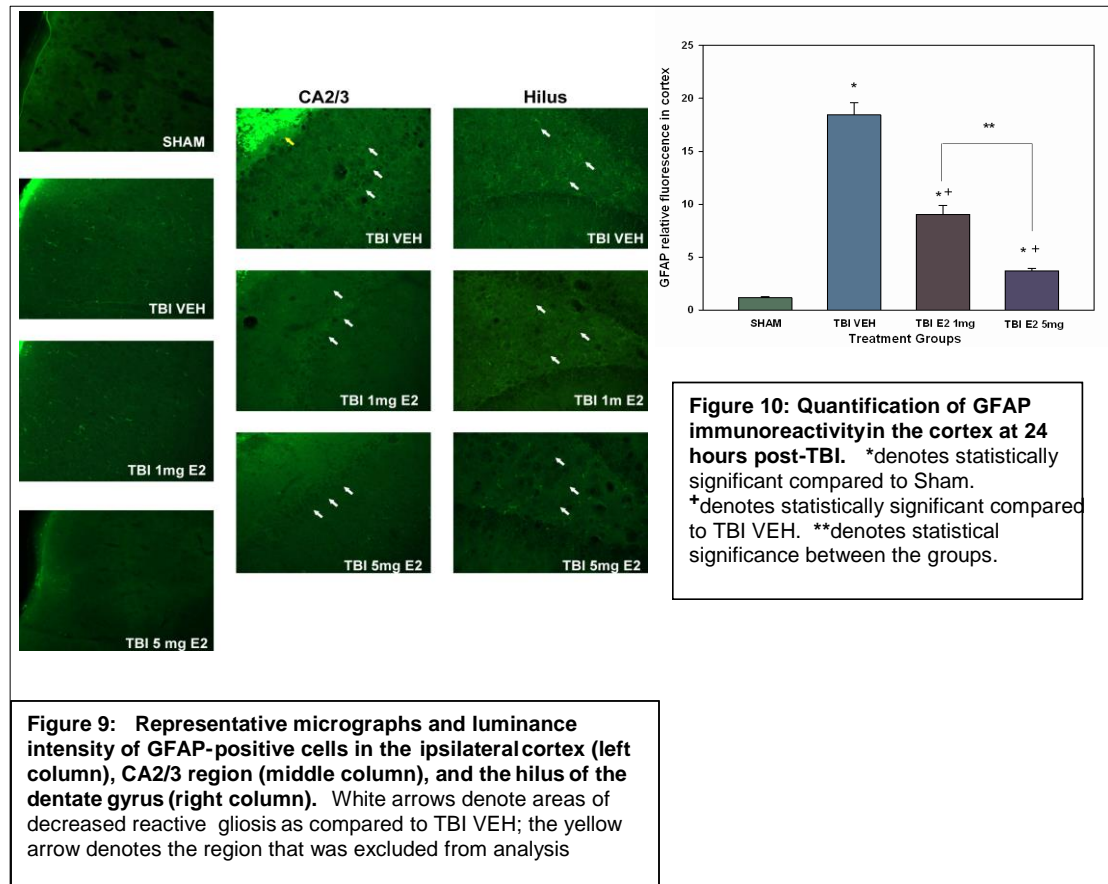 SHAM
TBI VEH
TBI 1mg E2
TBI 5 mg E2
CA2/3
TBI VEH
TBI 1mg E2
TBI 5mg E2
Hilus
TBI VEH
TBI 1m E2
TBI 5mg E2
25
20
15
10
5
0
GFAP relative fluorescence in cortex
*
*+
* +
**
SHAM
TBI VEH
TBI E2 1mg
TBI E2 5mg
Treatment Groups
Figure 10: Quantification of GFAP
immunoreactivityin the cortex at 24
hours post-TBI. *denotes statistically
significant compared to Sham.
+denotes statistically significant compared
to TBI VEH. **denotes statistical
significance between the groups.
Figure 9: Representative micrographs and luminance
intensity of GFAP-positive cells in the ipsilateralcortex (left
column), CA2/3 region (middle column), and the hilus of the
dentate gyrus (right column). White arrows denote areas of
decreased reactive gliosis as compared to TBI VEH; the yellow
arrow denotes the region that was excluded from analysis